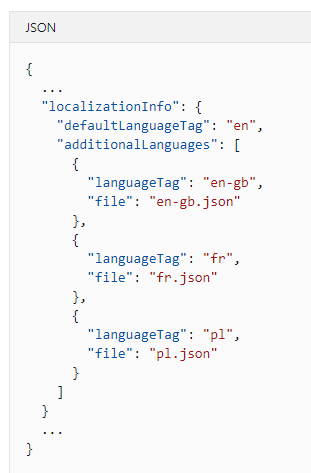 JSON
{
  ...
  "localizationInfo": {
    "defaultLanguageTag": "en",
    "additionalLanguages": [
      {
        "languageTag": "en-gb",
        "file": "en-gb.json"
      },
      {
        "languageTag": "fr",
        "file": "fr.json"
      },
      {
        "languageTag": "pl",
        "file": "pl.json"
      }
    ]
  }
  ...
}